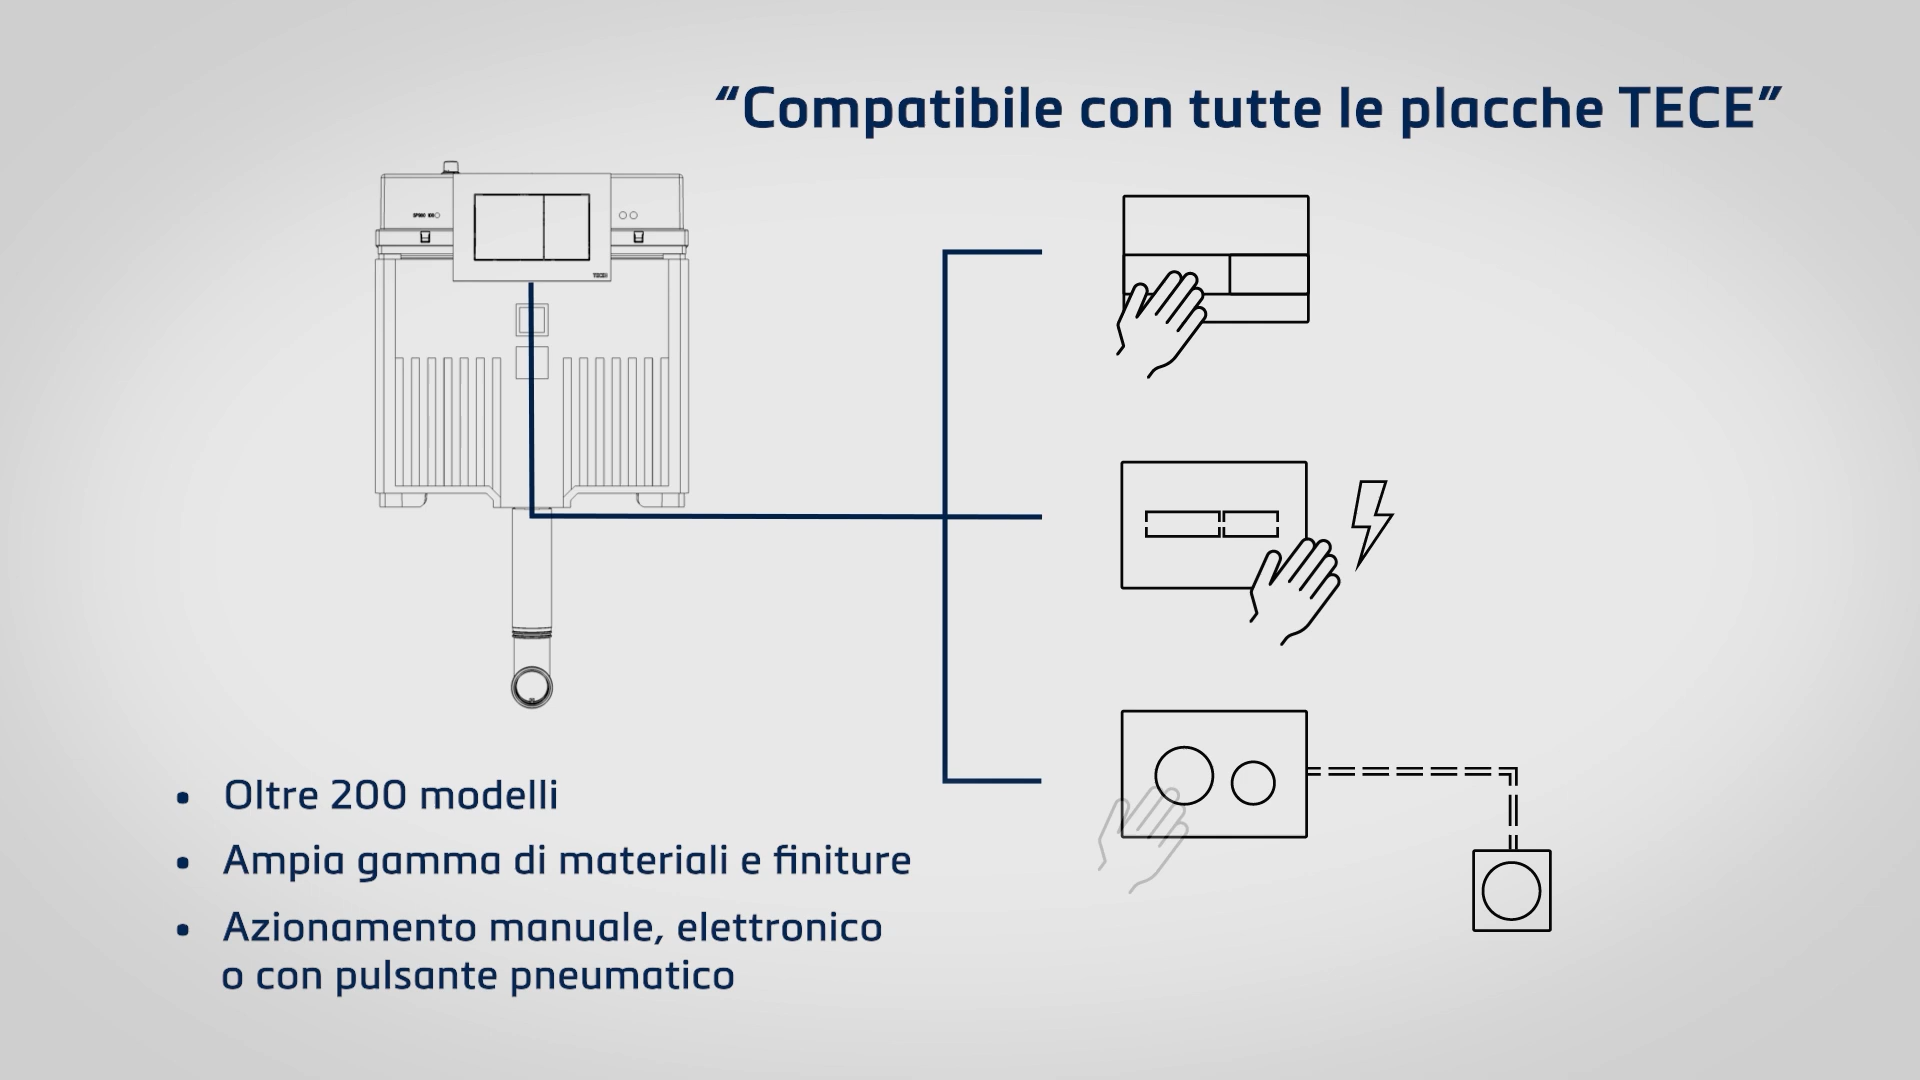 “Compatibile con tutte le placche TECE”
TECE
• Oltre 200 modelli
• Ampia gamma di materiali e finiture
• Azionamento manuale, elettronico
o con pulsante pneumatico